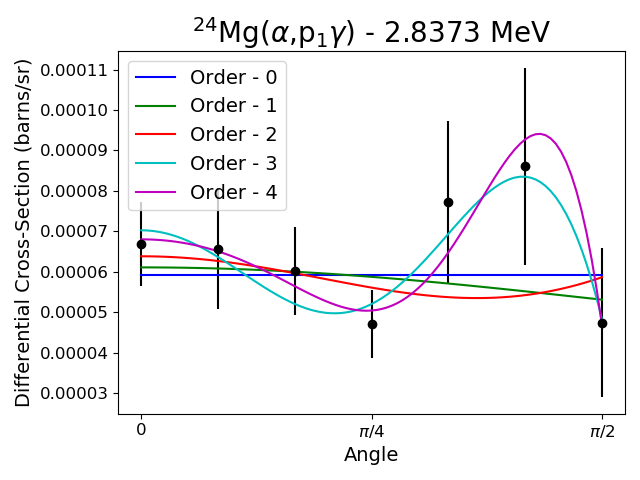 ²⁴Mg(α,p₁γ) - 2.8373 MeV
Differential Cross-Section (barns/sr)
0.00011
0.00010
0.00009
0.00008
0.00007
0.00006
0.00005
0.00004
0.00003
Order - 0
Order - 1
Order - 2
Order - 3
Order - 4
0 π/4 π/2
Angle